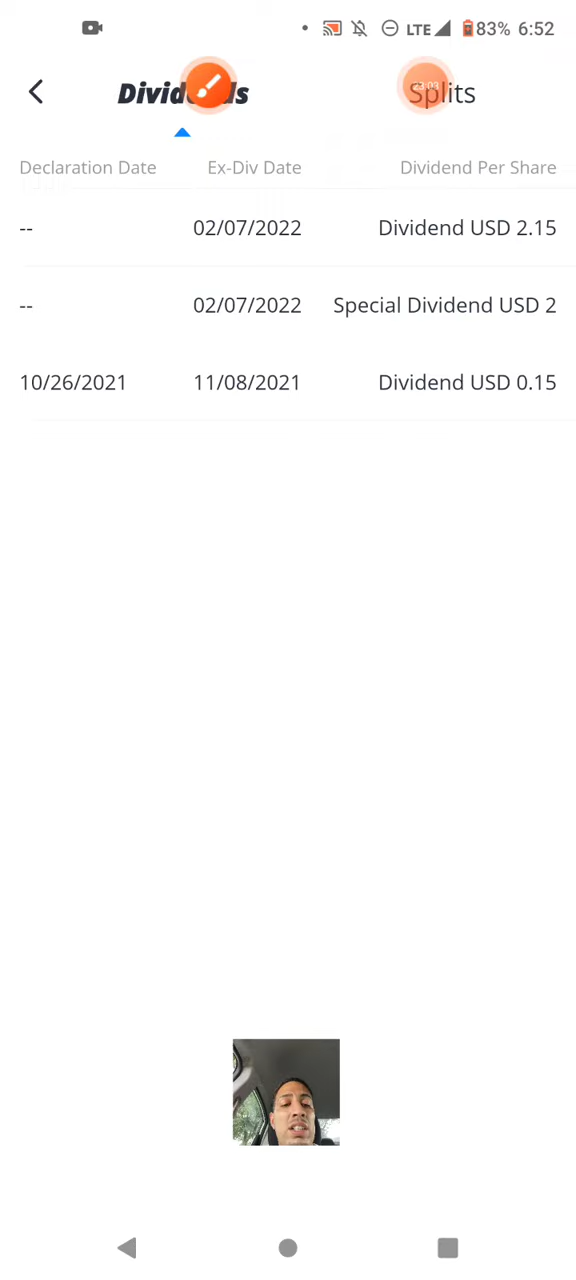 LTE 83% 6:52
Dividends Splits
Declaration Date Ex-Div Date Dividend Per Share
-- 02/07/2022 Dividend USD 2.15
-- 02/07/2022 Special Dividend USD 2
10/26/2021 11/08/2021 Dividend USD 0.15